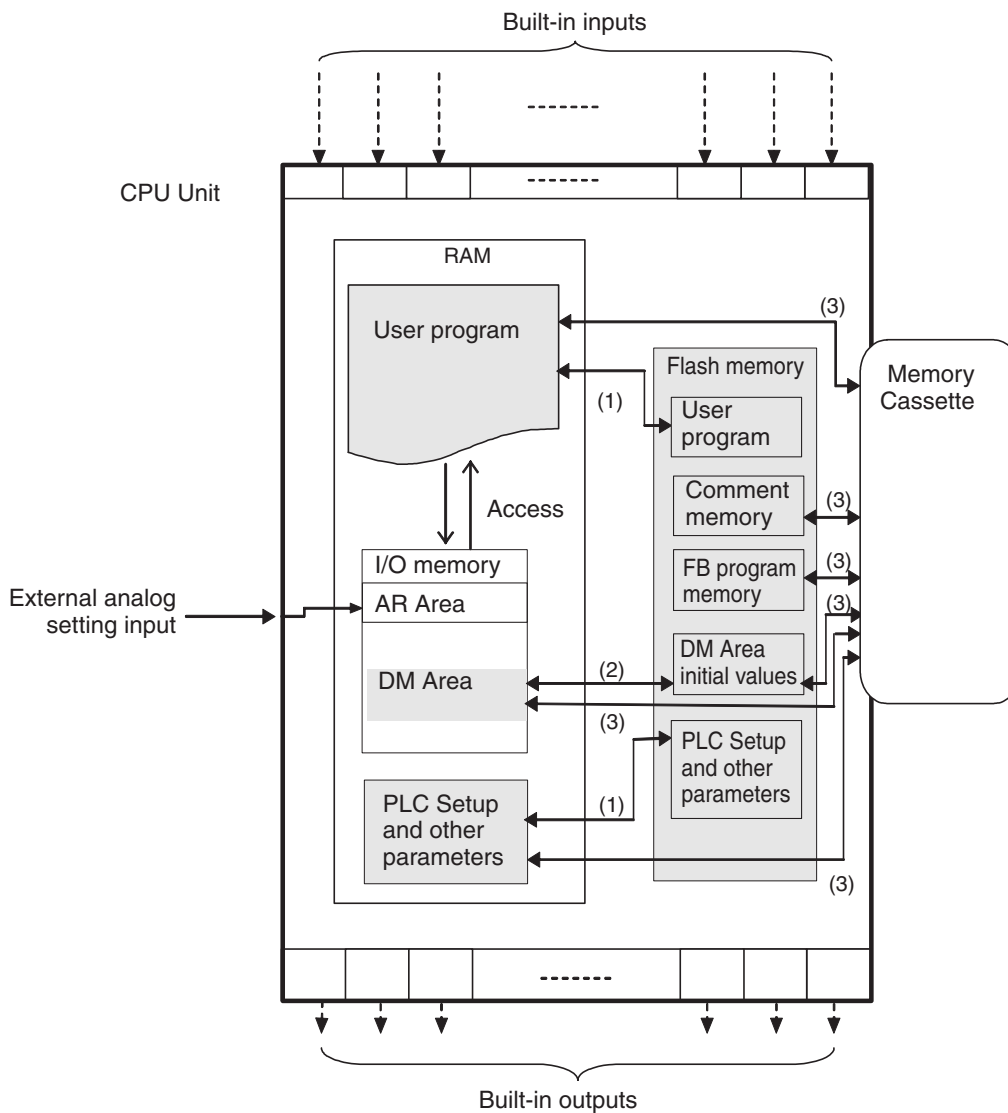 Built-in inputs
CPU Unit
RAM
User program
(3)
Flash memory
Memory
Cassette
(1)
User
program
Access
Comment
memory
(3)
I/O memory
AR Area
External analog
setting input
FB program
memory
(3)
(3)
DM Area
(2)
DM Area
initial values
(3)
PLC Setup
and other
parameters
PLC Setup
and other
parameters
(1)
(3)
Built-in outputs